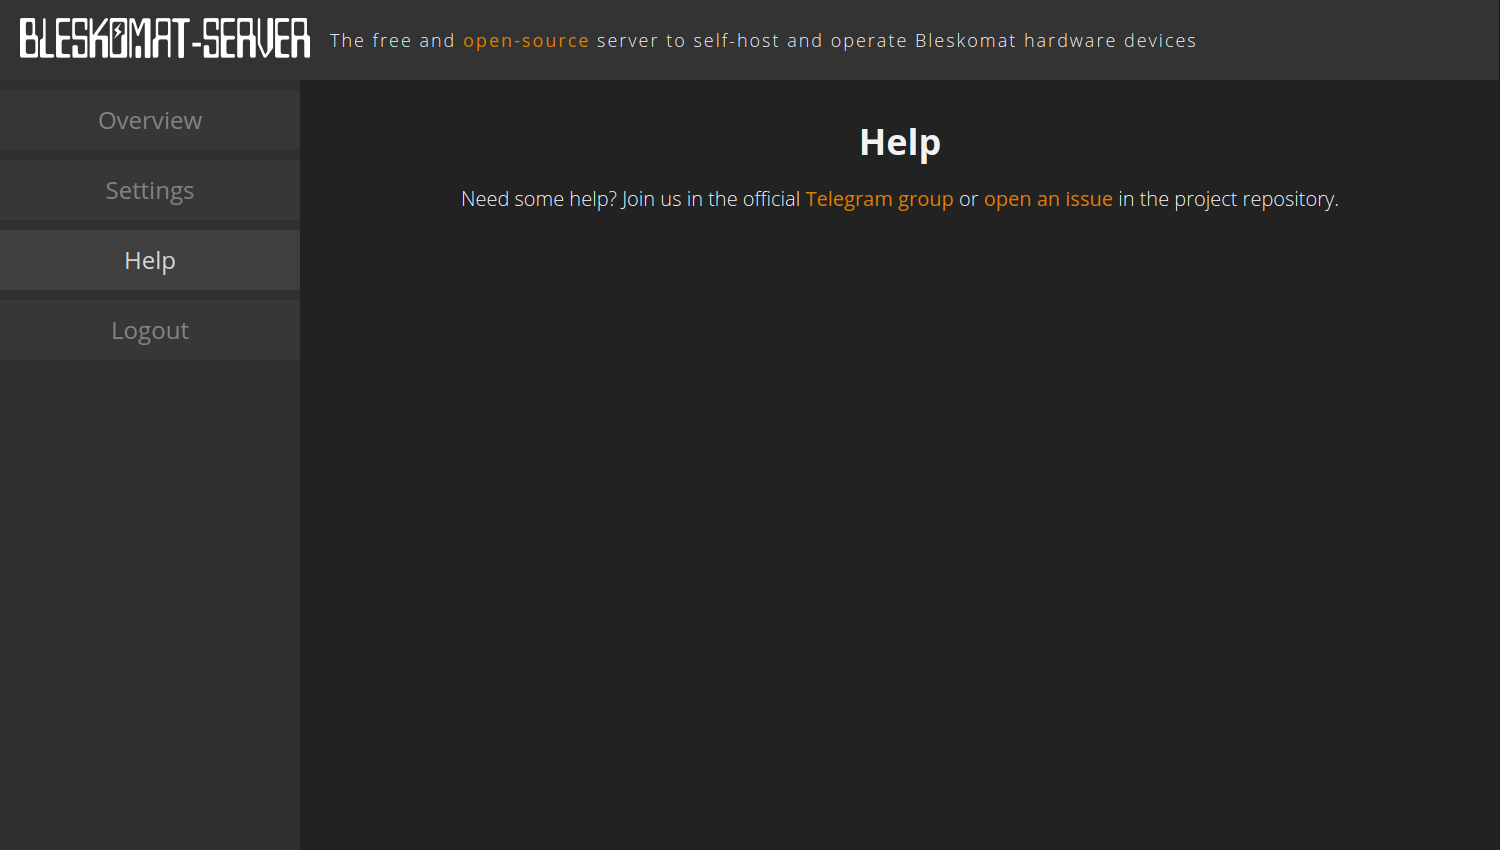 BLESKOMAT-SERVER
The free and open-source server to self-host and operate Bleskomat hardware devices
Overview
Settings
Help
Logout
Help
Need some help? Join us in the official Telegram group or open an issue in the project repository.